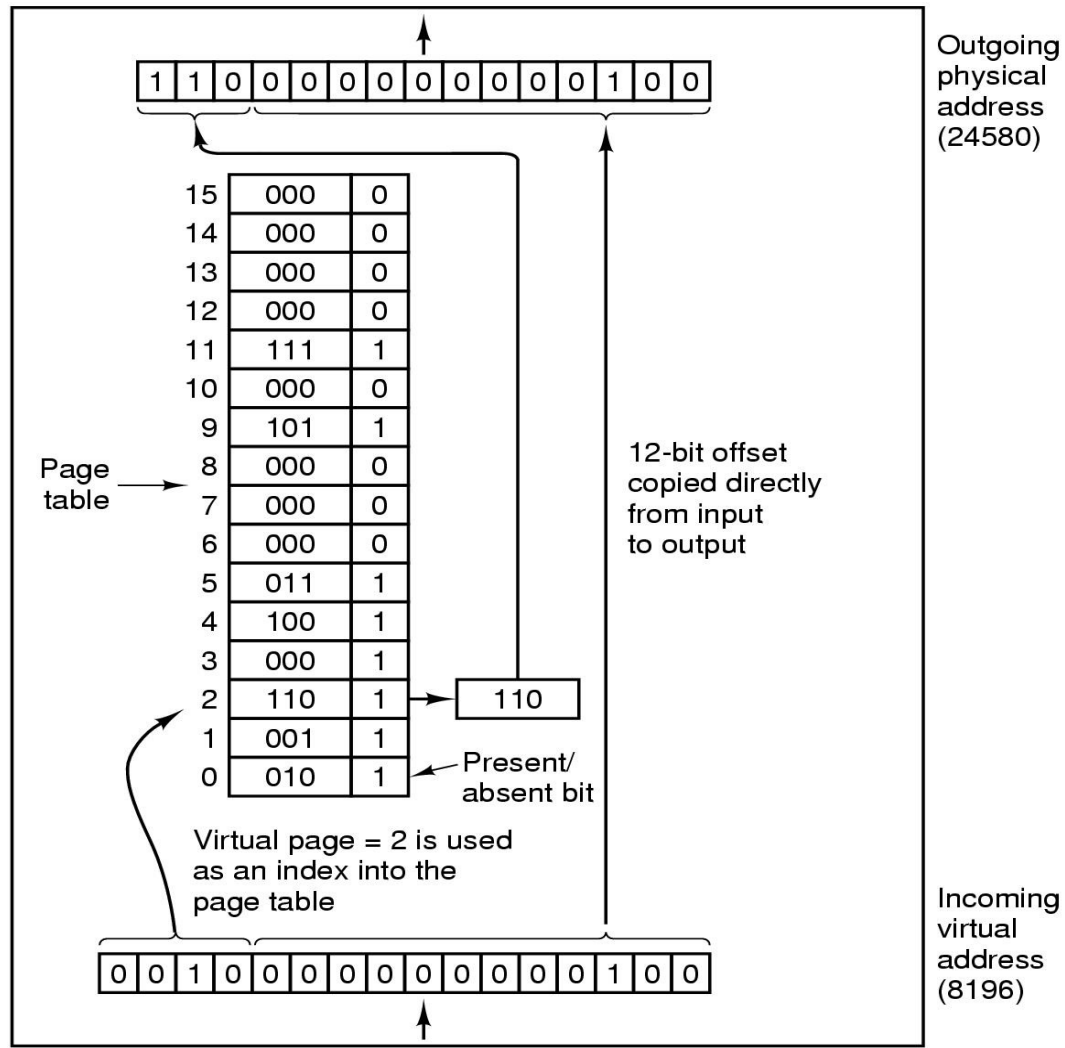 Outgoing
physical
address
(24580)
1 1 0 0 0 0 0 0 0 0 0 0 1 0 0
15 000 0
14 000 0
13 000 0
12 000 0
11 111 1
10 000 0
9 101 1
8 000 0
7 000 0
6 000 0
5 011 1
4 100 1
3 000 1
2 110 1
1 001 1
0 010 1
Page
table
110
12-bit offset
copied directly
from input
to output
Present/
absent bit
Virtual page = 2 is used
as an index into the
page table
0 0 1 0 0 0 0 0 0 0 0 0 0 1 0 0
Incoming
virtual
address
(8196)